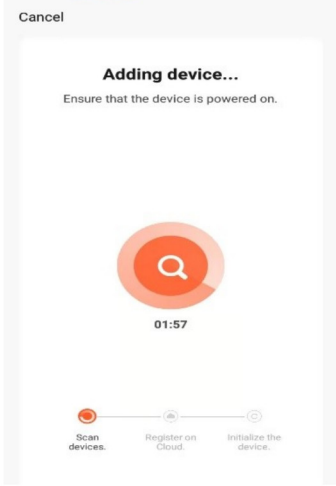 Cancel
Adding device...
Ensure that the device is powered on.
01:57
Scan
devices.
Register on
Cloud.
Initialize the
device.